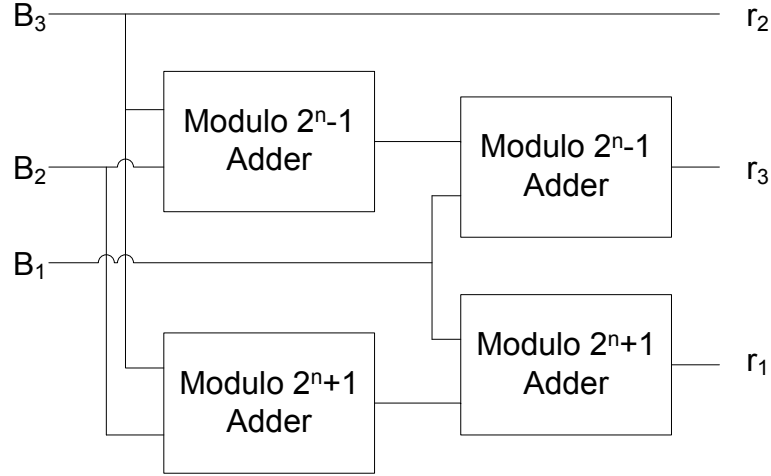 B₃
r₂
Modulo 2ⁿ-1
Adder
Modulo 2ⁿ-1
Adder
B₂
r₃
B₁
Modulo 2ⁿ+1
Adder
r₁
Modulo 2ⁿ+1
Adder